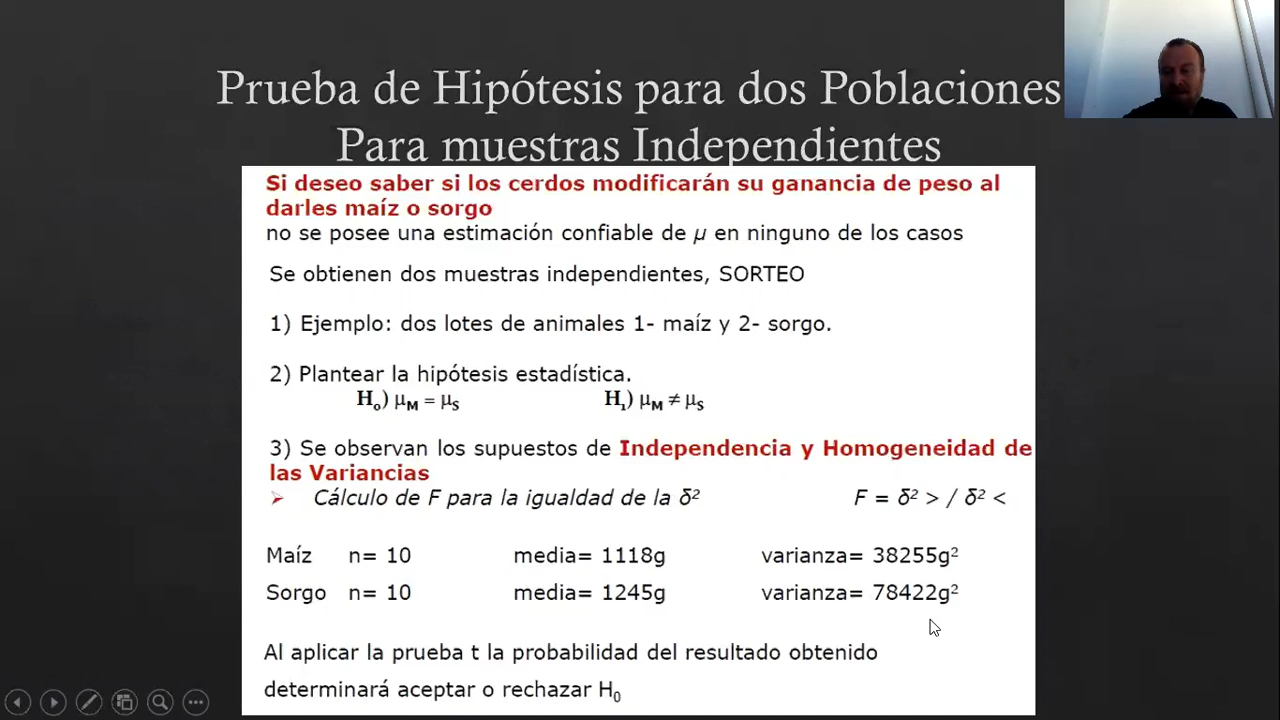 Prueba de Hipótesis para dos Poblaciones
Para muestras Independientes
Si deseo saber si los cerdos modificarán su ganancia de peso al
darles maíz o sorgo
no se posee una estimación confiable de μ en ninguno de los casos
Se obtienen dos muestras independientes, SORTEO
1) Ejemplo: dos lotes de animales 1- maíz y 2- sorgo.
2) Plantear la hipótesis estadística.
H₀) μM = μS H₁) μM ≠ μS
3) Se observan los supuestos de Independencia y Homogeneidad de
las Variancias
➢ Cálculo de F para la igualdad de la δ² F = δ² > / δ² <
Maíz n= 10 media= 1118g varianza= 38255g²
Sorgo n= 10 media= 1245g varianza= 78422g²
Al aplicar la prueba t la probabilidad del resultado obtenido
determinará aceptar o rechazar H₀